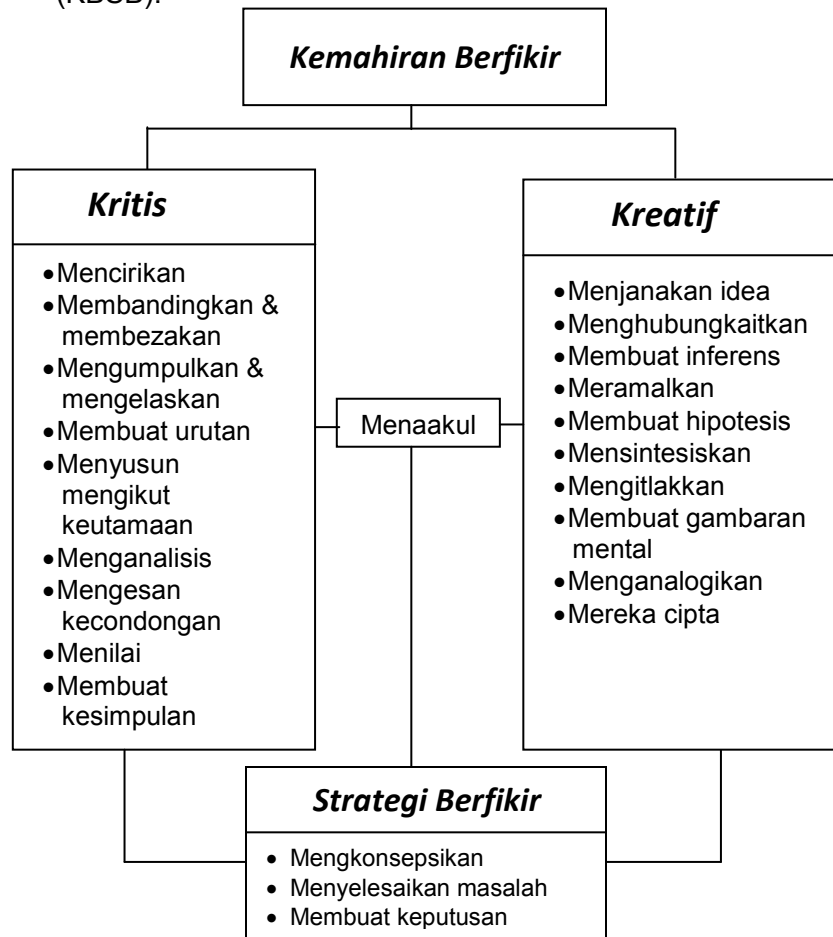 Kemahiran Berfikir
Kritis
•Mencirikan
•Membandingkan &
membezakan
•Mengumpulkan &
mengelaskan
•Membuat urutan
•Menyusun
mengikut
keutamaan
•Menganalisis
•Mengesan
kecondongan
•Menilai
•Membuat
kesimpulan
Menaakul
Kreatif
•Menjanakan idea
•Menghubungkaitkan
•Membuat inferens
•Meramalkan
•Membuat hipotesis
•Mensintesiskan
•Mengitlakkan
•Membuat gambaran
mental
•Menganalogikan
•Mereka cipta
Strategi Berfikir
• Mengkonsepsikan
• Menyelesaikan masalah
• Membuat keputusan